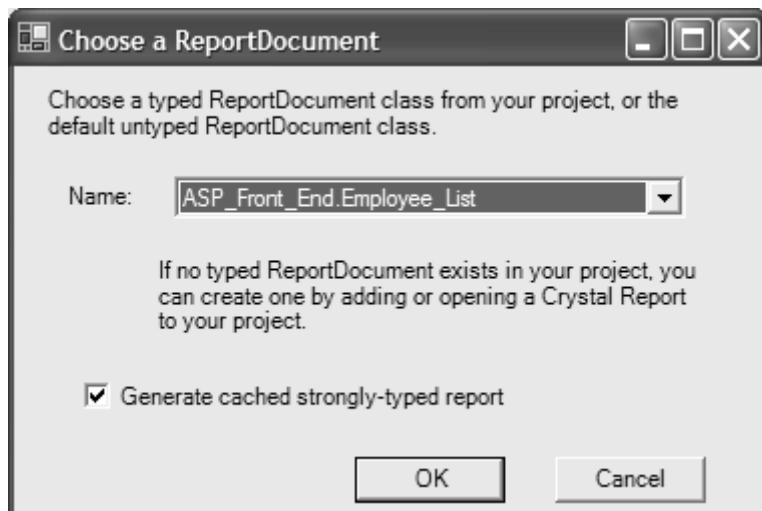 Choose a ReportDocument
Choose a typed ReportDocument class from your project, or the
default untyped ReportDocument class.
Name: ASP_Front_End.Employee_List
If no typed ReportDocument exists in your project, you
can create one by adding or opening a Crystal Report
to your project.
Generate cached strongly-typed report
OK Cancel